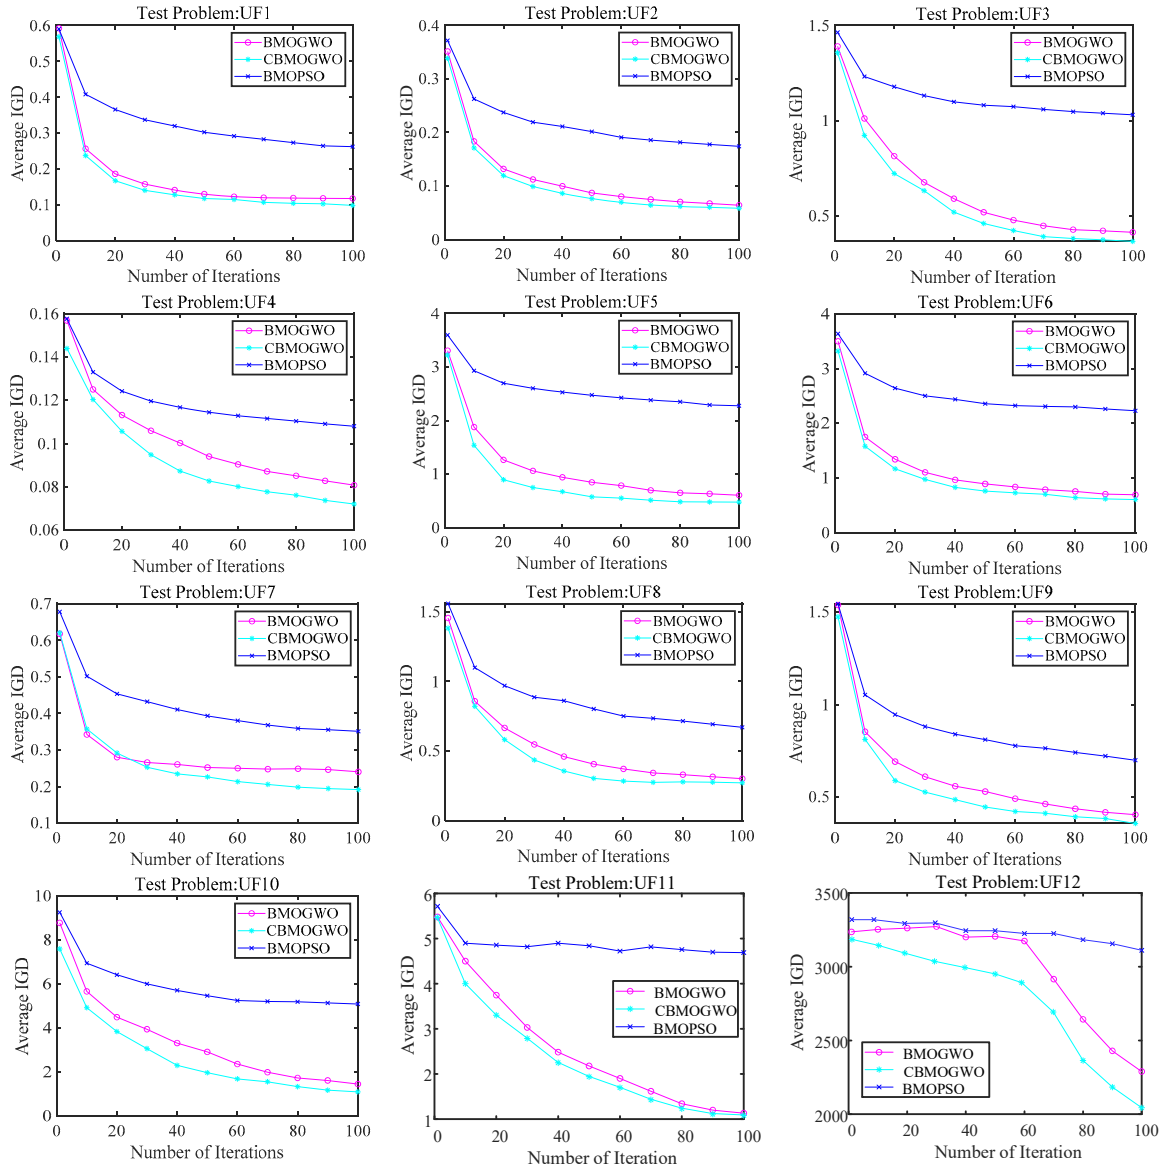 Test Problem:UF1
0.6
0.5
0.4
0.3
0.2
0.1
0
Average IGD
BMOGWO
CBMOGWO
BMOPSO
0 20 40 60 80 100
Number of Iterations
Test Problem:UF2
0.4
0.3
0.2
0.1
0
Average IGD
BMOGWO
CBMOGWO
BMOPSO
0 20 40 60 80 100
Number of Iterations
Test Problem:UF3
1.5
1
0.5
Average IGD
BMOGWO
CBMOGWO
BMOPSO
0 20 40 60 80 100
Number of Iteration
Test Problem:UF4
0.16
0.14
0.12
0.1
0.08
0.06
Average IGD
BMOGWO
CBMOGWO
BMOPSO
0 20 40 60 80 100
Number of Iterations
Test Problem:UF5
4
3
2
1
0
Average IGD
BMOGWO
CBMOGWO
BMOPSO
0 20 40 60 80 100
Number of Iterations
Test Problem:UF6
4
3
2
1
0
Average IGD
BMOGWO
CBMOGWO
BMOPSO
0 20 40 60 80 100
Number of Iterations
Test Problem:UF7
0.7
0.6
0.5
0.4
0.3
0.2
0.1
Average IGD
BMOGWO
CBMOGWO
BMOPSO
0 20 40 60 80 100
Number of Iterations
Test Problem:UF8
1.5
1
0.5
0
Average IGD
BMOGWO
CBMOGWO
BMOPSO
0 20 40 60 80 100
Number of Iterations
Test Problem:UF9
1.5
1
0.5
Average IGD
BMOGWO
CBMOGWO
BMOPSO
0 20 40 60 80 100
Number of Iterations
Test Problem:UF10
10
8
6
4
2
0
Average IGD
BMOGWO
CBMOGWO
BMOPSO
0 20 40 60 80 100
Number of Iterations
Test Problem:UF11
6
5
4
3
2
1
Average IGD
BMOGWO
CBMOGWO
BMOPSO
0 20 40 60 80 100
Number of Iteration
Test Problem:UF12
3500
3000
2500
2000
Average IGD
BMOGWO
CBMOGWO
BMOPSO
0 20 40 60 80 100
Number of Iterations